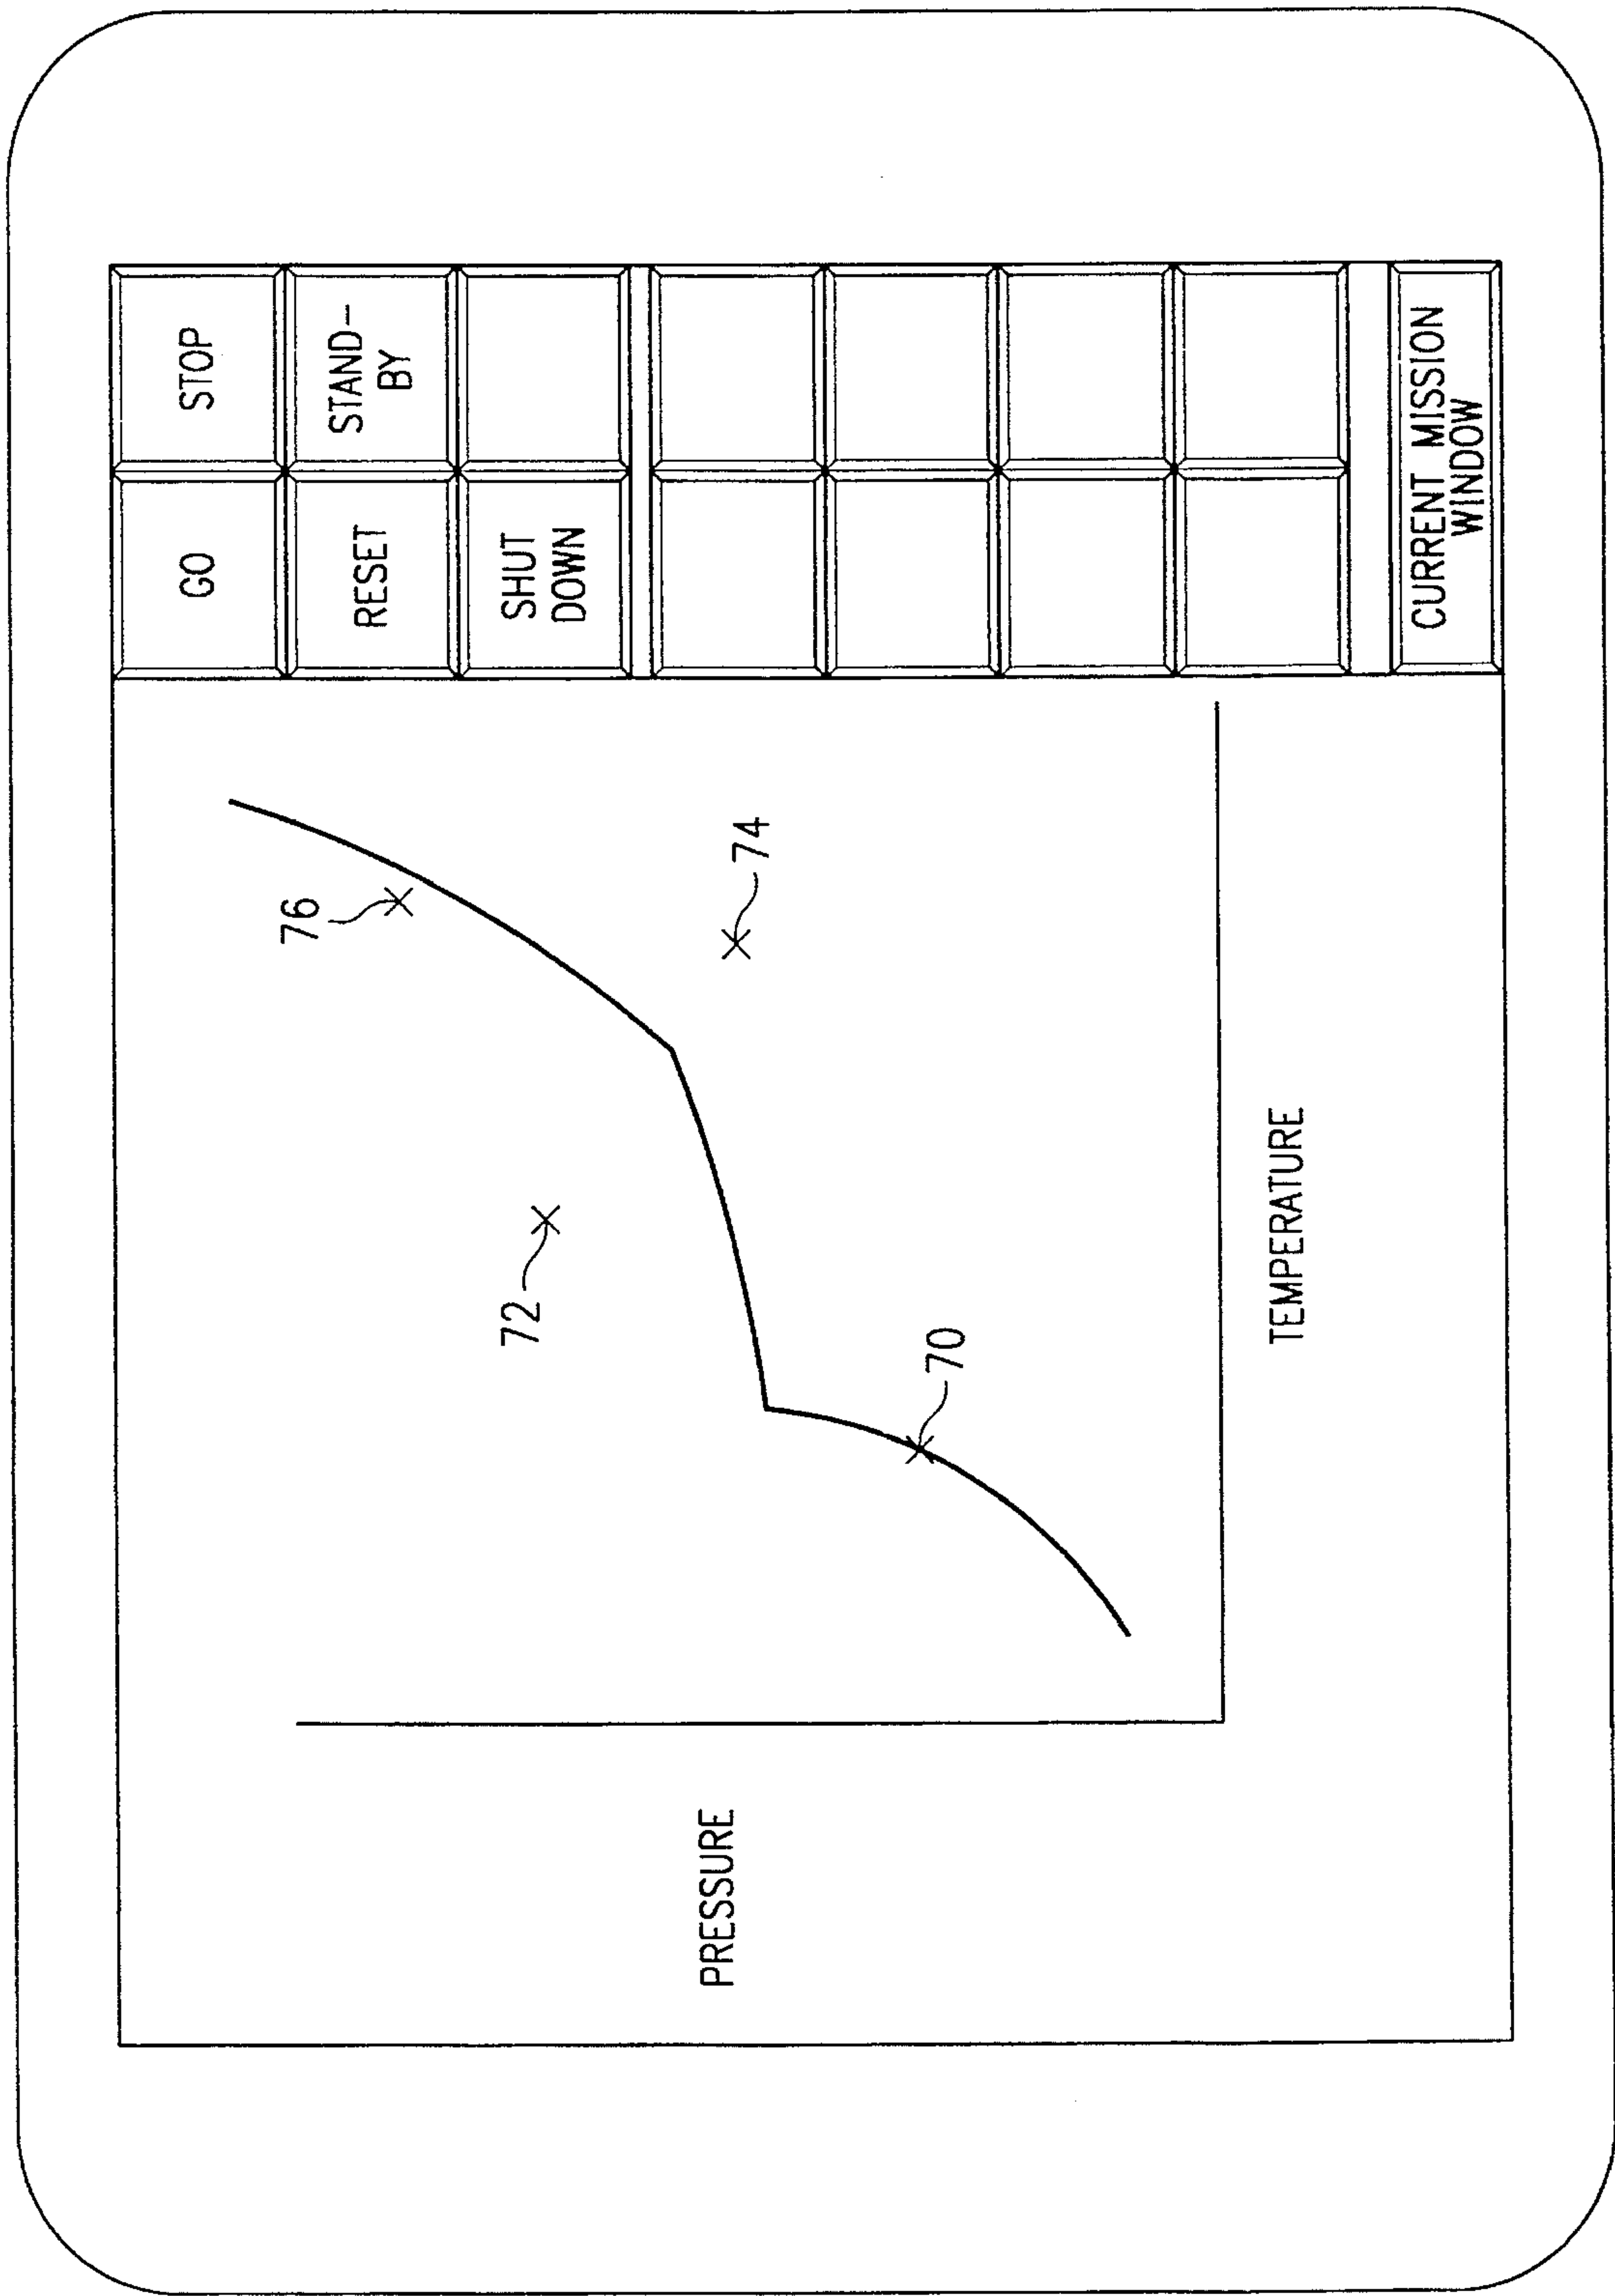 GO
STOP
RESET
STAND-
BY
SHUT
DOWN
CURRENT MISSION
WINDOW
PRESSURE
TEMPERATURE
76
74
72
70